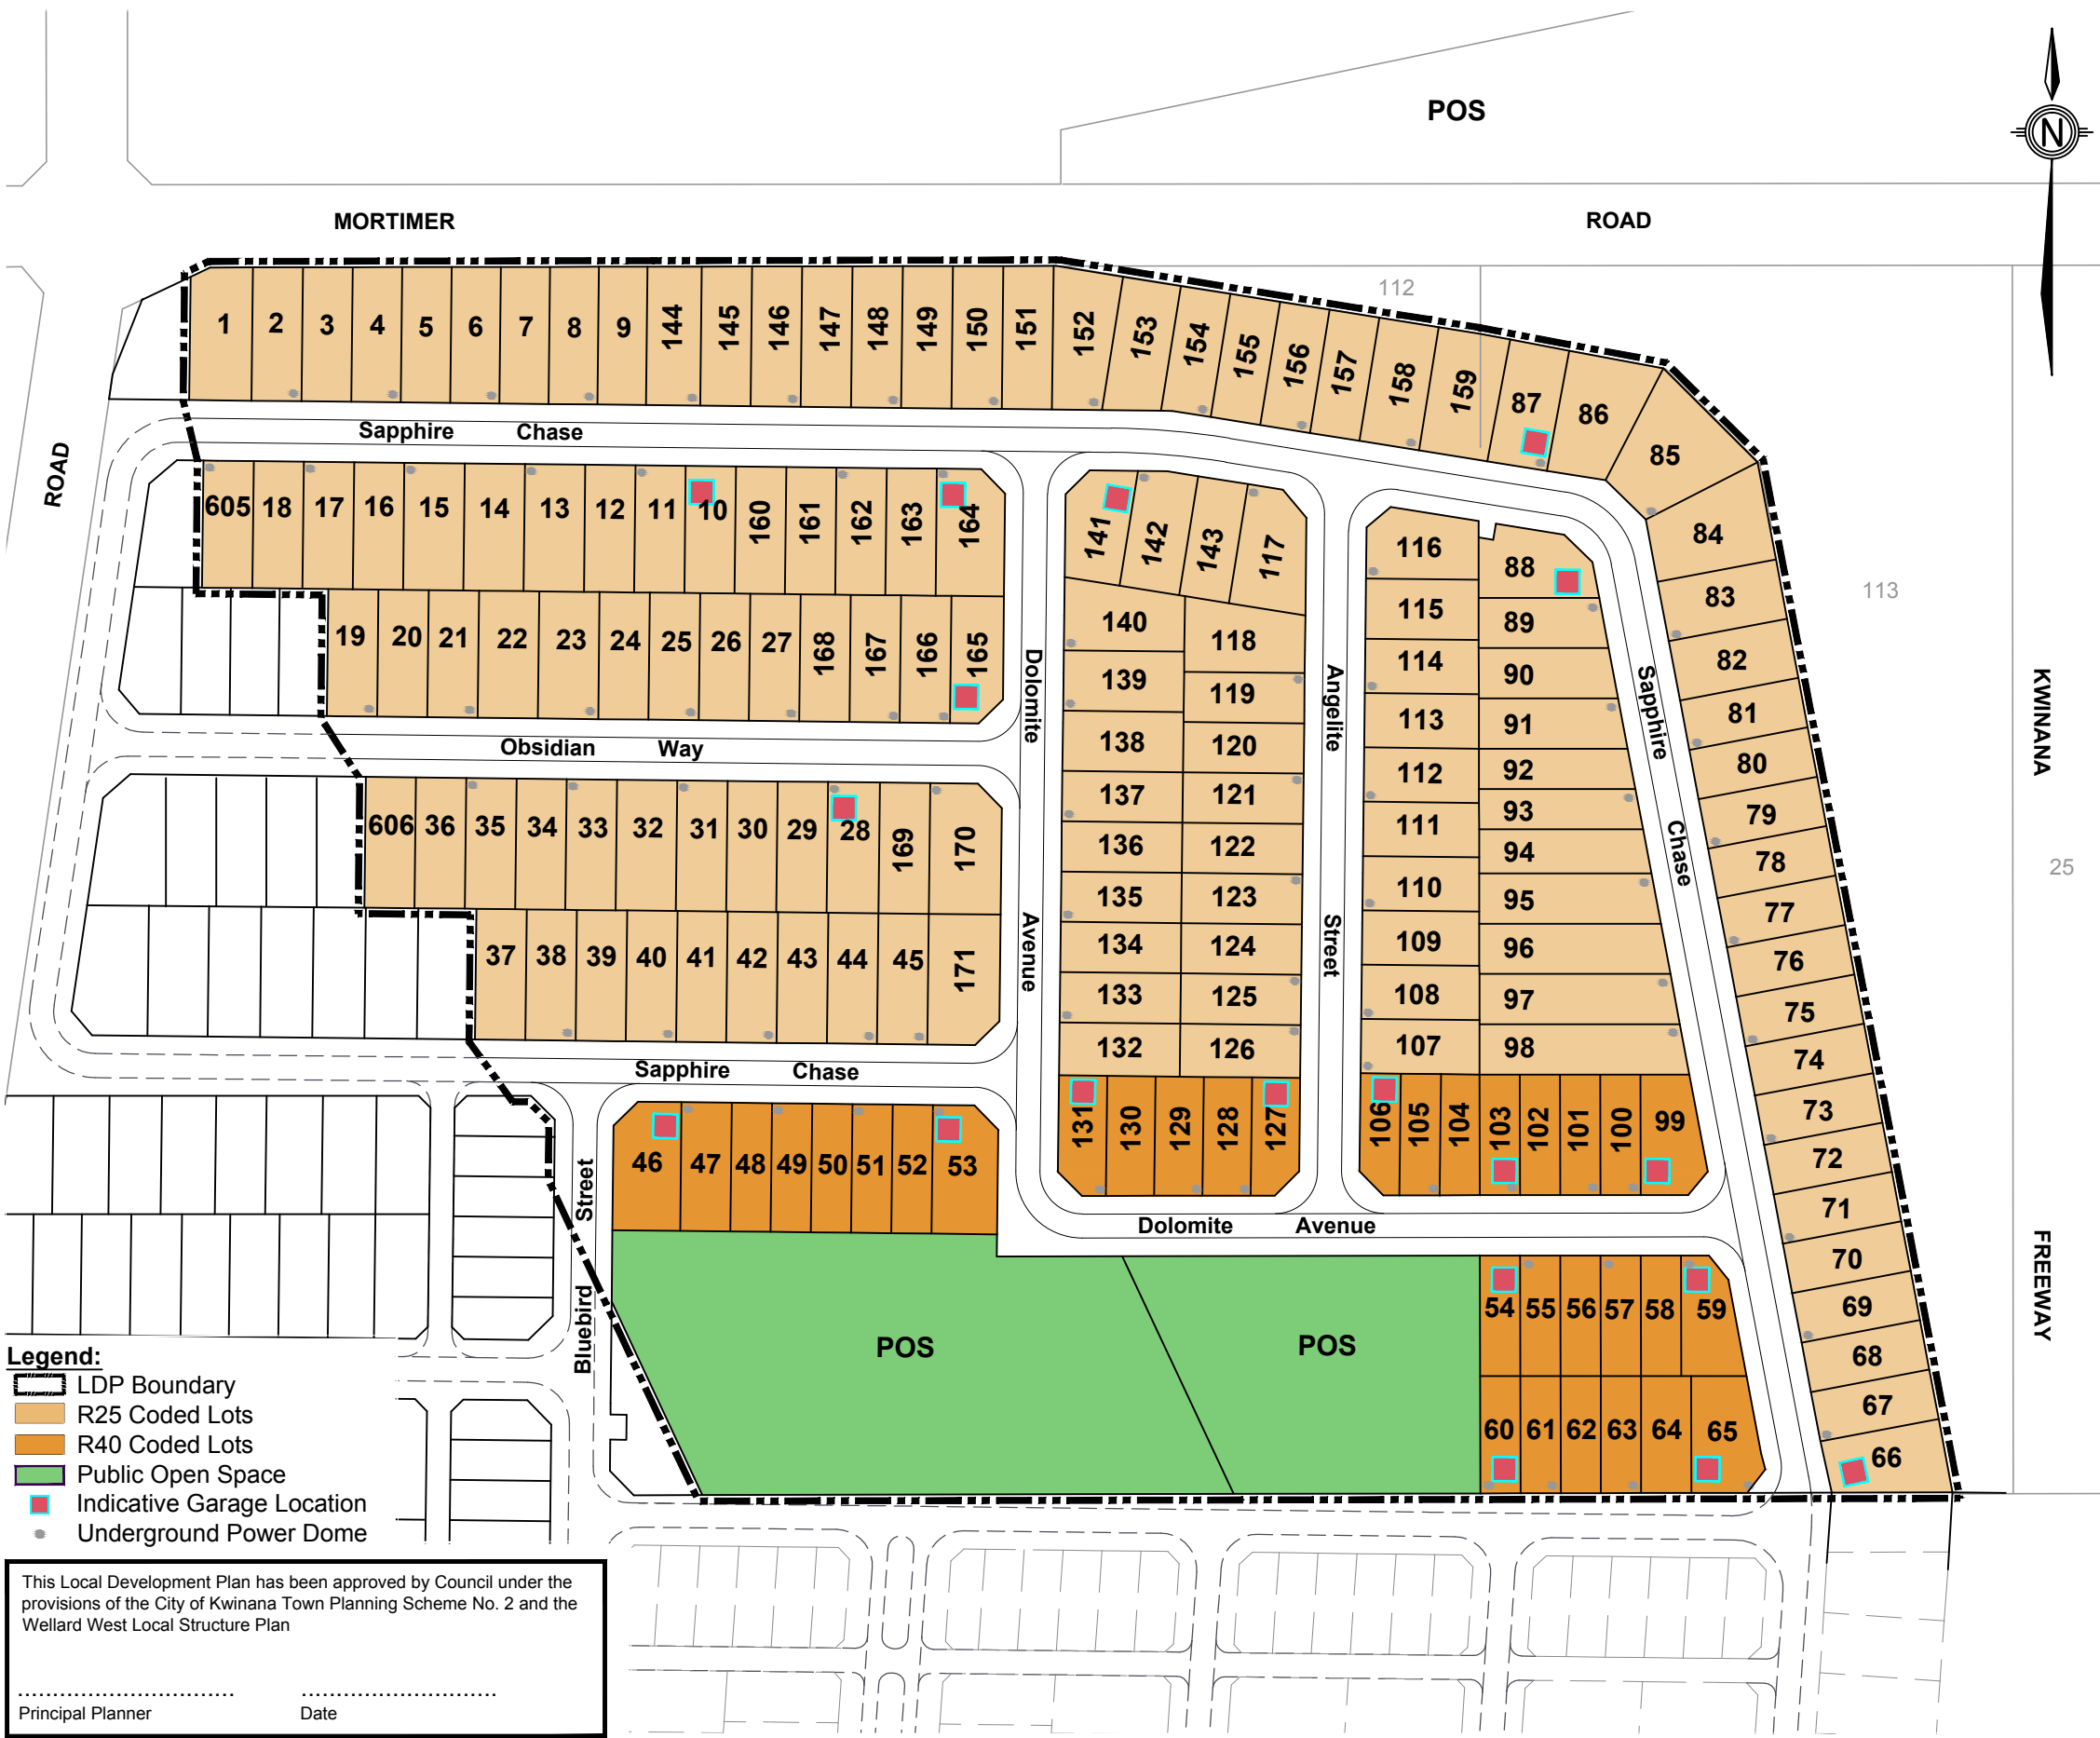 POS
N
MORTIMER ROAD
112
1 2 3 4 5 6 7 8 9 144 145 146 147 148 149 150 151 152 153 154 155 156 157 158 159 87 86 85
Sapphire Chase
ROAD
605 18 17 16 15 14 13 12 11 10 160 161 162 163 164
141 142 143 117
116 88
84
113
115 89
83
19 20 21 22 23 24 25 26 27 168 167 166 165
140 118
114 90
82
139 119
113 91
81
138 120
112 92
80
137 121
111 93
79
136 122
94
78
135 123
110 95
77
134 124
109 96
76
133 125
108 97
75
132 126
107 98
74
Dolomite
Avenue
Angelite
Street
Sapphire
Chase
KWINANA
FREEWAY
25
Obsidian Way
606 36 35 34 33 32 31 30 29 28 169 170
37 38 39 40 41 42 43 44 45 171
Sapphire Chase
131 130 129 128 127
106 105 104 103 102 101 100 99
73
72
71
70
69
68
67
66
46 47 48 49 50 51 52 53
Street
Bluebird
Dolomite Avenue
POS
POS
54 55 56 57 58 59
60 61 62 63 64 65
Legend:
LDP Boundary
R25 Coded Lots
R40 Coded Lots
Public Open Space
Indicative Garage Location
Underground Power Dome
This Local Development Plan has been approved by Council under the
provisions of the City of Kwinana Town Planning Scheme No. 2 and the
Wellard West Local Structure Plan
Principal Planner Date